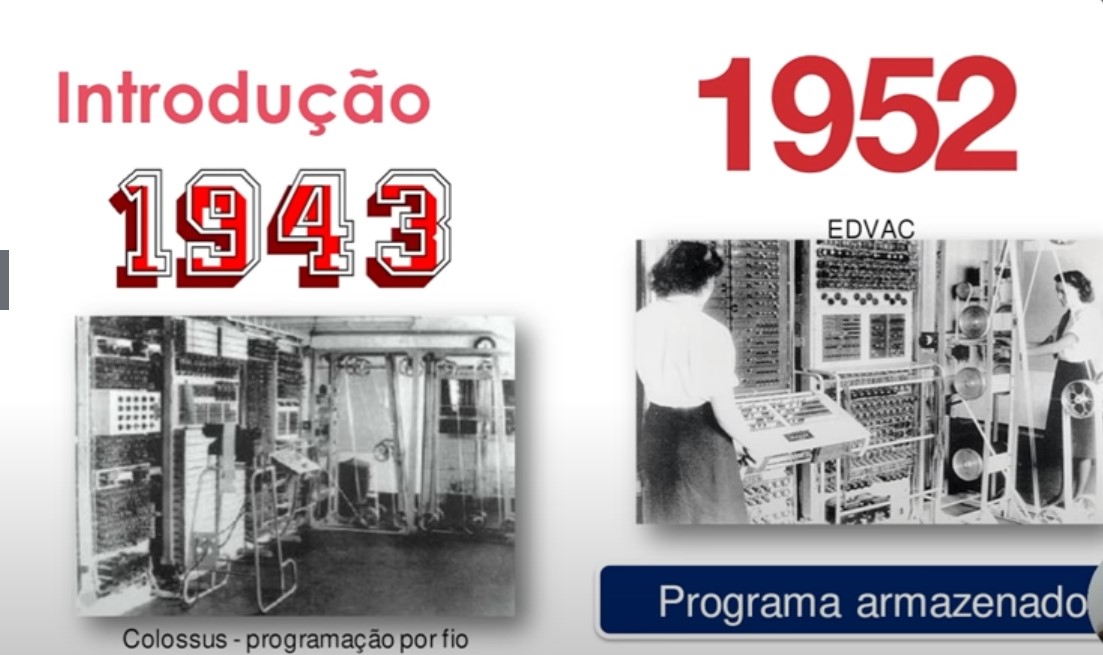 Introdução
1943
Colossus - programação por fio
1952
EDVAC
Programa armazenado